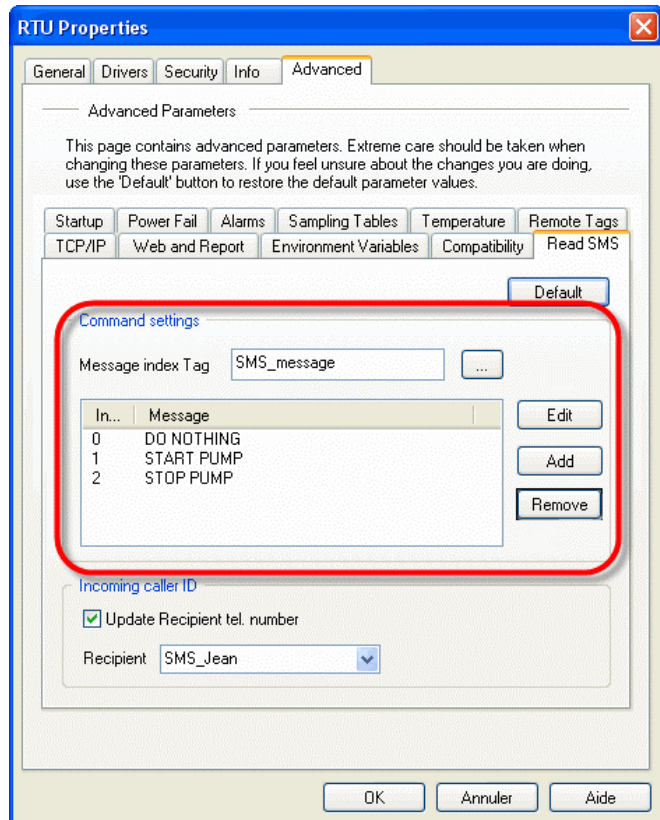 RTU Properties
General Drivers Security Info Advanced
Advanced Parameters
This page contains advanced parameters. Extreme care should be taken when
changing these parameters. If you feel unsure about the changes you are doing,
use the 'Default' button to restore the default parameter values.
Startup Power Fail Alarms Sampling Tables Temperature Remote Tags
TCP/IP Web and Report Environment Variables Compatibility Read SMS
Default
Command settings
Message index Tag SMS_message ...
In... Message
0 DO NOTHING
1 START PUMP
2 STOP PUMP
Edit
Add
Remove
Incoming caller ID
Update Recipient tel. number
Recipient SMS_Jean
OK Annuler Aide